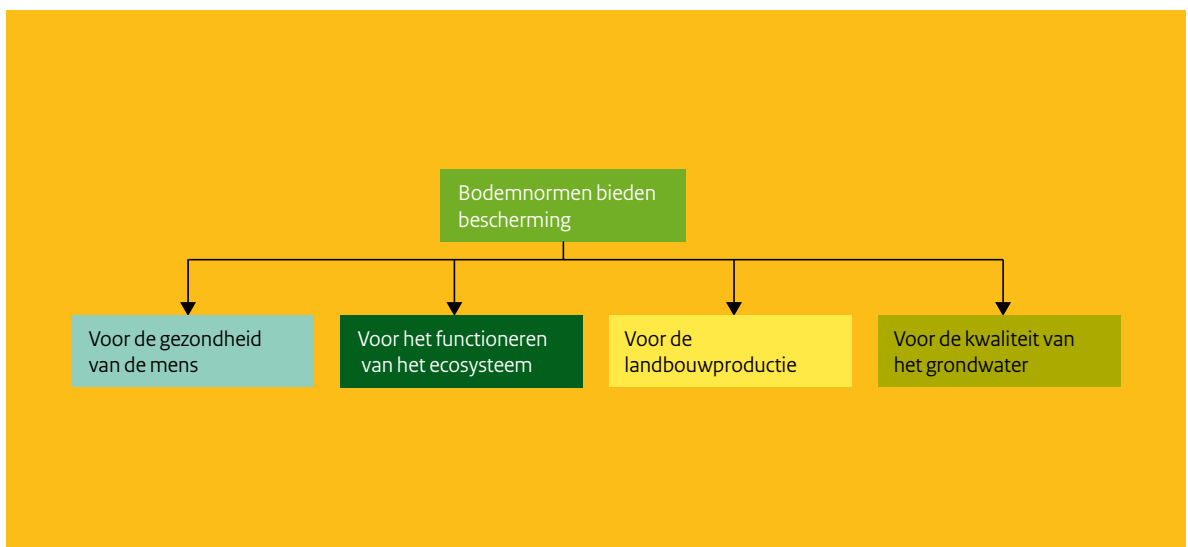 Bodemnormen bieden
bescherming
Voor de gezondheid
van de mens
Voor het functioneren
van het ecosysteem
Voor de
landbouwproductie
Voor de kwaliteit van
het grondwater